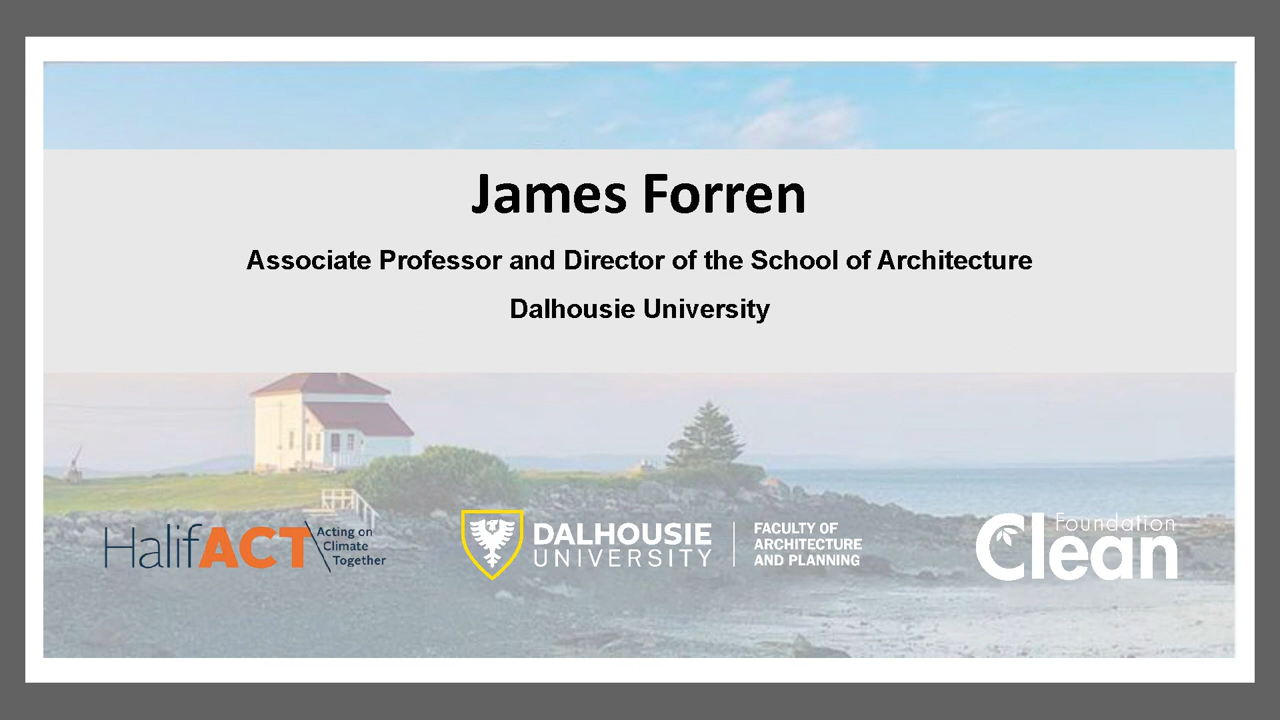 James Forren
Associate Professor and Director of the School of Architecture
Dalhousie University
HalifACT
Acting on
Climate
Together
DALHOUSIE
UNIVERSITY
FACULTY OF
ARCHITECTURE
AND PLANNING
Foundation
Clean